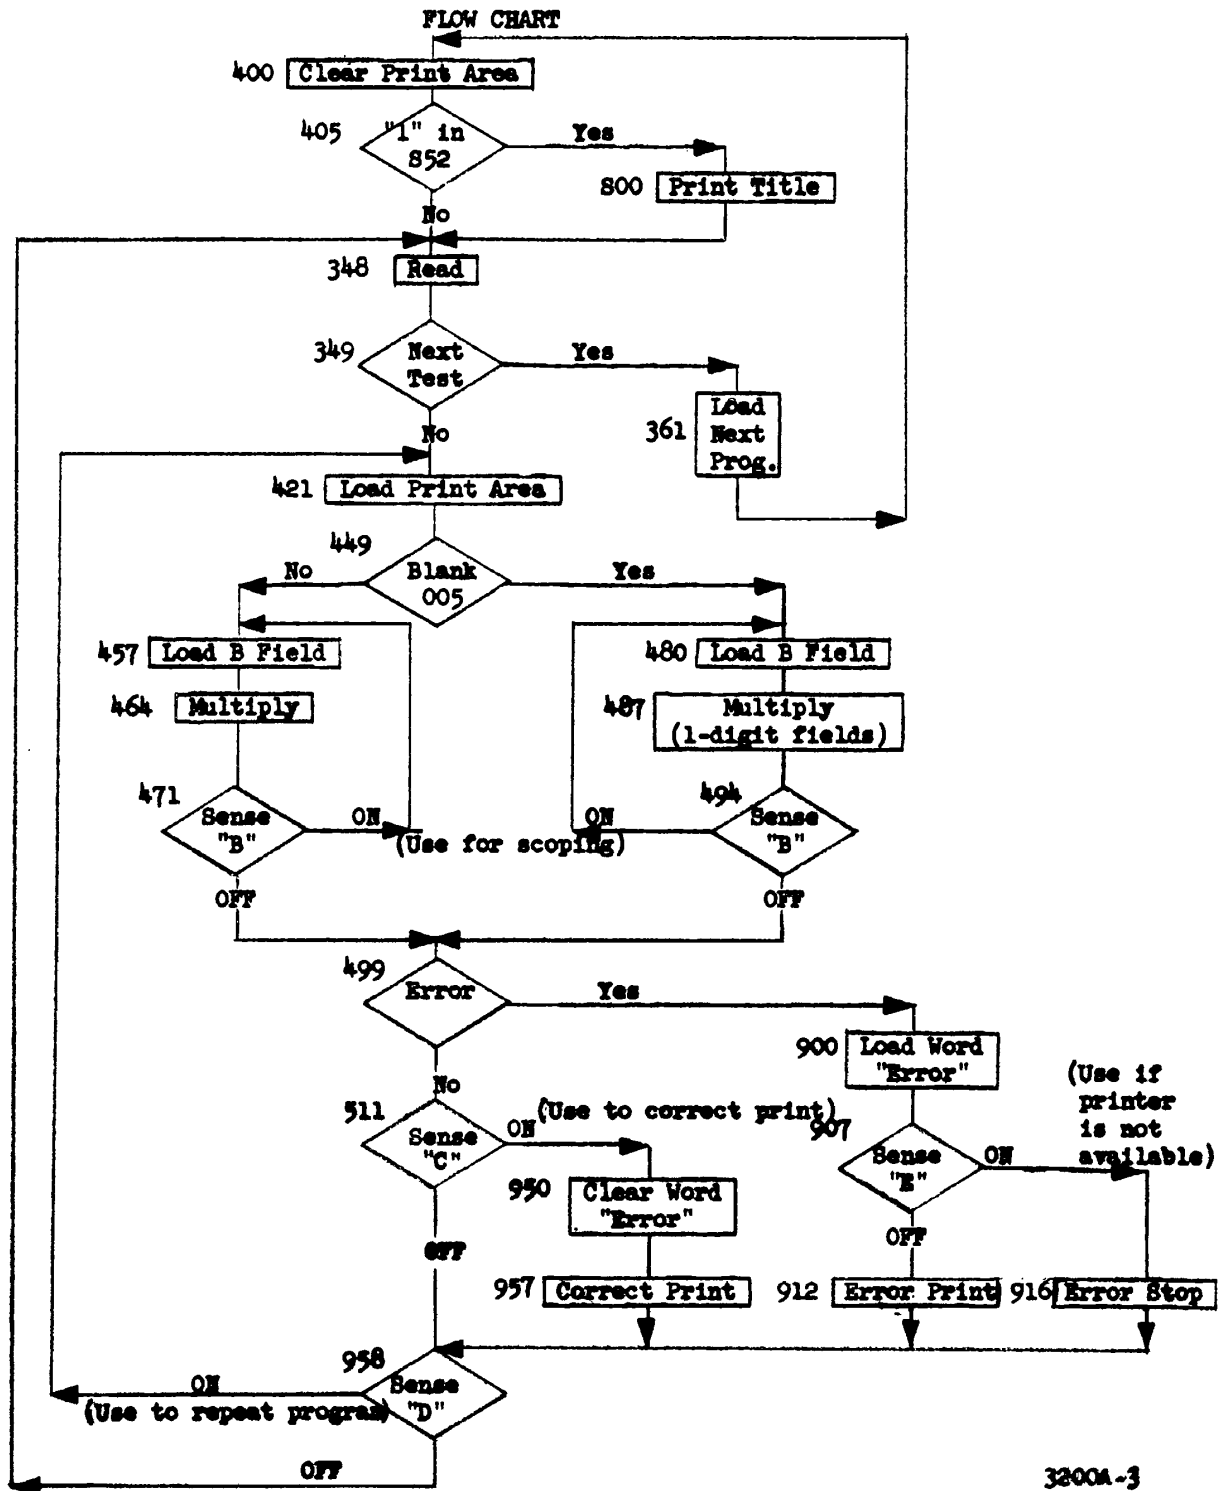 FLOW CHART
400 Clear Print Area
405 "1" in
852
Yes
800 Print Title
No
348 Read
349 Next
Test
Yes
No
361 Load
Next
Prog.
421 Load Print Area
449 Blank
005
No
Yes
457 Load B Field
480 Load B Field
464 Multiply
487 Multiply
(1-digit fields)
471 Sense
"B"
ON
(Use for scoping)
494 Sense
"B"
ON
OFF
OFF
499 Error
Yes
No
900 Load Word
"Error"
(Use if
printer
is not
available)
511 Sense
"C"
ON
(Use to correct print)
907 Sense
"E"
ON
950 Clear Word
"Error"
OFF
OFF
957 Correct Print
912 Error Print
916 Error Stop
958 Sense
"D"
ON
(Use to repeat program)
OFF
3200A-3